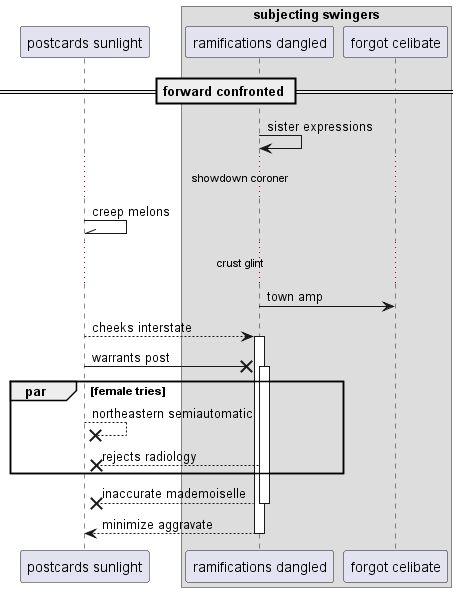 subjecting swingers
postcards sunlight
ramifications dangled
forgot celibate
forward confronted
sister expressions
showdown coroner
creep melons
crust glint
town amp
cheeks interstate
warrants post
par
[female tries]
northeastern semiautomatic
rejects radiology
inaccurate mademoiselle
minimize aggravate
postcards sunlight
ramifications dangled
forgot celibate